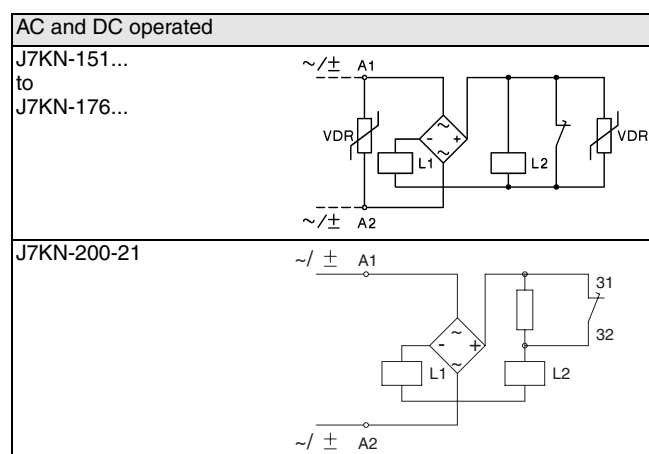 AC and DC operated
J7KN-151...
to
J7KN-176...
~/± A1
VDR
~
- +
~
L1
L2
VDR
~/± A2
J7KN-200-21
~/ ± A1
31
32
~
- +
~
L1
L2
~/ ± A2